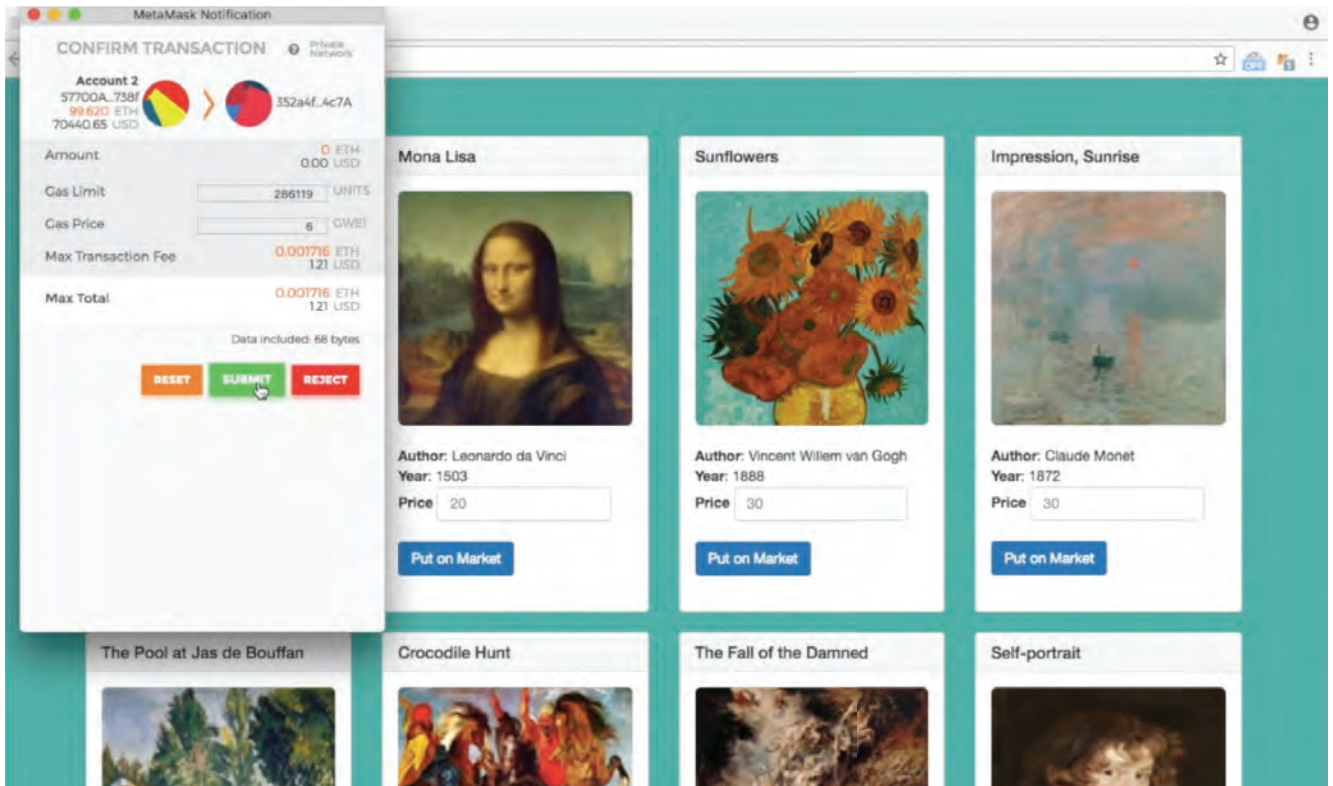 MetaMask Notification
CONFIRM TRANSACTION
Private
Network
Account 2
57700A...738f
99.620 ETH
70440.65 USD
352a4f...4c7A
Amount
0 ETH
0.00 USD
Gas Limit
286119 UNITS
Gas Price
6 GWEI
Max Transaction Fee
0.001716 ETH
1.21 USD
Max Total
0.001716 ETH
1.21 USD
Data included: 68 bytes
RESET SUBMIT REJECT
OFF
1
Mona Lisa
Author: Leonardo da Vinci
Year: 1503
Price 20
Put on Market
Sunflowers
Author: Vincent Willem van Gogh
Year: 1888
Price 30
Put on Market
Impression, Sunrise
Author: Claude Monet
Year: 1872
Price 30
Put on Market
The Pool at Jas de Bouffan
Crocodile Hunt
The Fall of the Damned
Self-portrait